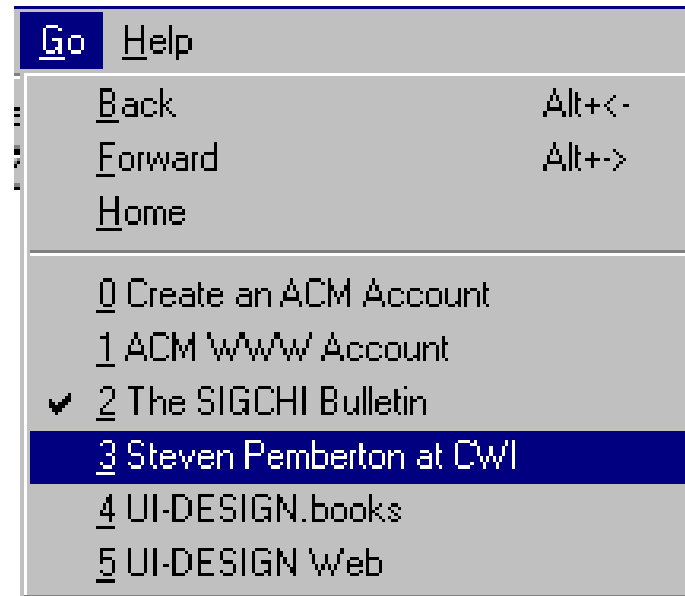 Go Help
Back Alt+<-
Forward Alt+->
Home
0 Create an ACM Account
1 ACM WWW Account
2 The SIGCHI Bulletin
3 Steven Pemberton at CWI
4 UI-DESIGN.books
5 UI-DESIGN Web